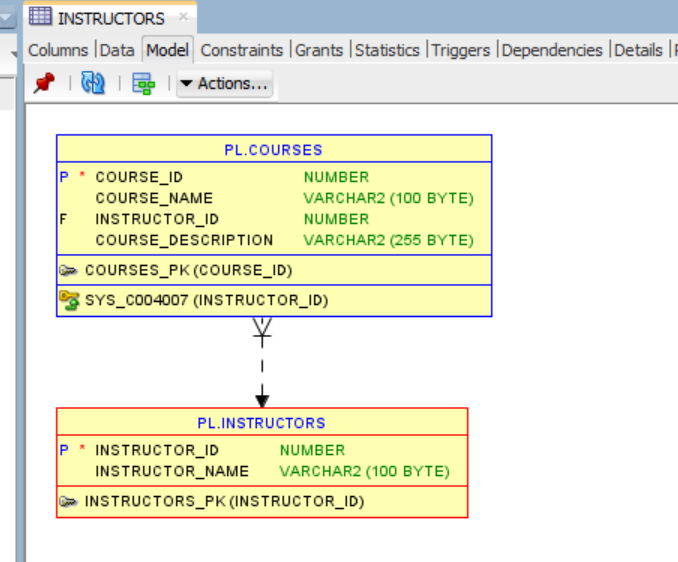 INSTRUCTORS ×
Columns |Data |Model| Constraints |Grants |Statistics |Triggers |Dependencies |Details |
Actions...
PL.COURSES
P * COURSE_ID NUMBER
COURSE_NAME VARCHAR2 (100 BYTE)
F INSTRUCTOR_ID NUMBER
COURSE_DESCRIPTION VARCHAR2 (255 BYTE)
COURSES_PK (COURSE_ID)
SYS_C004007 (INSTRUCTOR_ID)
PL.INSTRUCTORS
P * INSTRUCTOR_ID NUMBER
INSTRUCTOR_NAME VARCHAR2 (100 BYTE)
INSTRUCTORS_PK (INSTRUCTOR_ID)